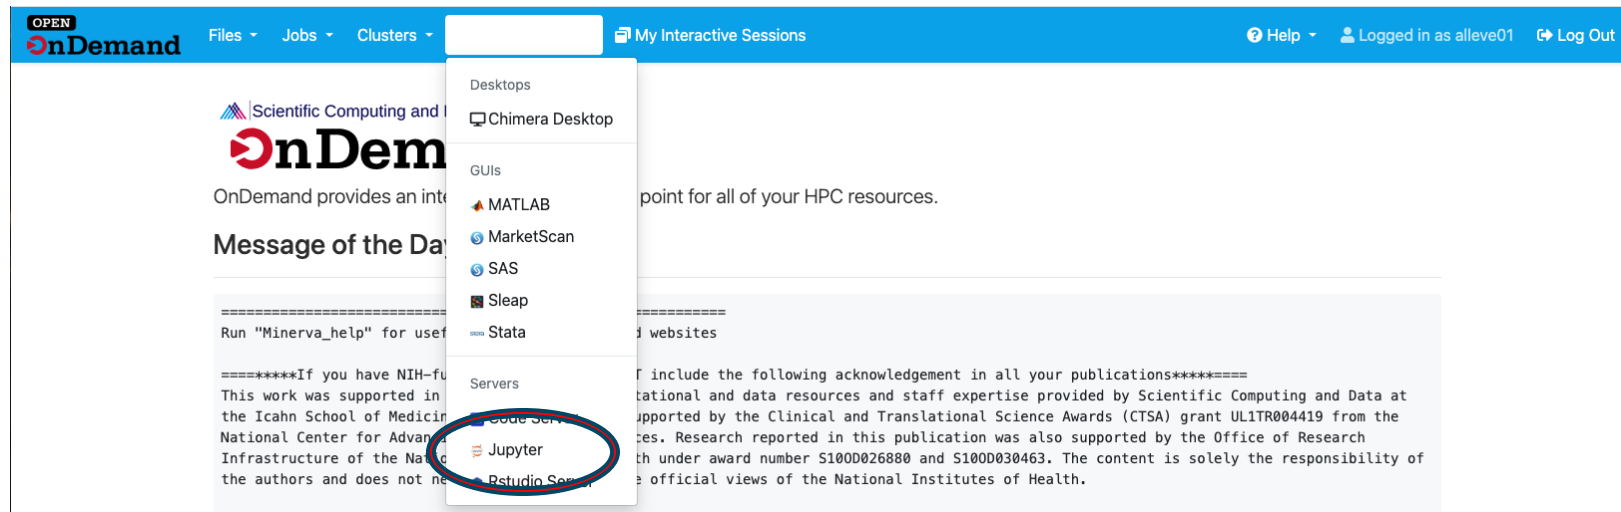 OPEN
OnDemand
Files
Jobs
Clusters
My Interactive Sessions
Help
Logged in as alleve01
Log Out
Desktops
Chimera Desktop
GUIs
MATLAB
MarketScan
SAS
Sleap
Stata
Servers
Code Server
Jupyter
Rstudio Server
Scientific Computing and
OnDem
OnDemand provides an inte point for all of your HPC resources.
Message of the Day
Run "Minerva_help" for usef d websites
====*****If you have NIH-fu T include the following acknowledgement in all your publications*****====
This work was supported in tational and data resources and staff expertise provided by Scientific Computing and Data at
the Icahn School of Medicin upported by the Clinical and Translational Science Awards (CTSA) grant UL1TR004419 from the
National Center for Advan ces. Research reported in this publication was also supported by the Office of Research
Infrastructure of the Nat th under award number S10OD026880 and S10OD030463. The content is solely the responsibility of
the authors and does not ne e official views of the National Institutes of Health.